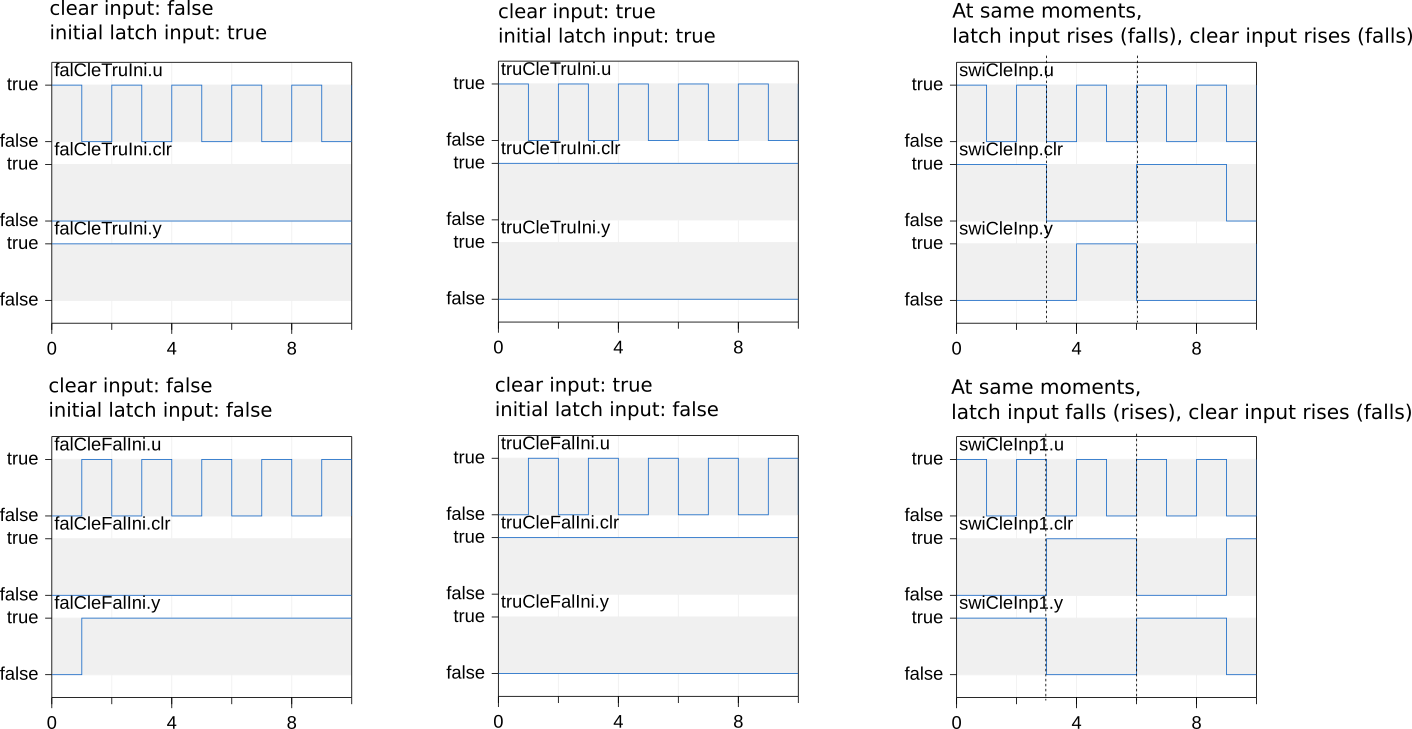 clear input: false
initial latch input: true
falCleTruIni.u
true
false
falCleTruIni.clr
true
false
falCleTruIni.y
true
false
0 4 8
clear input: true
initial latch input: true
truCleTruIni.u
true
false
truCleTruIni.clr
true
false
truCleTruIni.y
true
false
0 4 8
At same moments,
latch input rises (falls), clear input rises (falls)
swiCleInp.u
true
false
swiCleInp.clr
true
false
swiCleInp.y
true
false
0 4 8
clear input: false
initial latch input: false
falCleFalIni.u
true
false
falCleFalIni.clr
true
false
falCleFalIni.y
true
false
0 4 8
clear input: true
initial latch input: false
truCleFalIni.u
true
false
truCleFalIni.clr
true
false
truCleFalIni.y
true
false
0 4 8
At same moments,
latch input falls (rises), clear input rises (falls)
swiCleInp1.u
true
false
swiCleInp1.clr
true
false
swiCleInp1.y
true
false
0 4 8